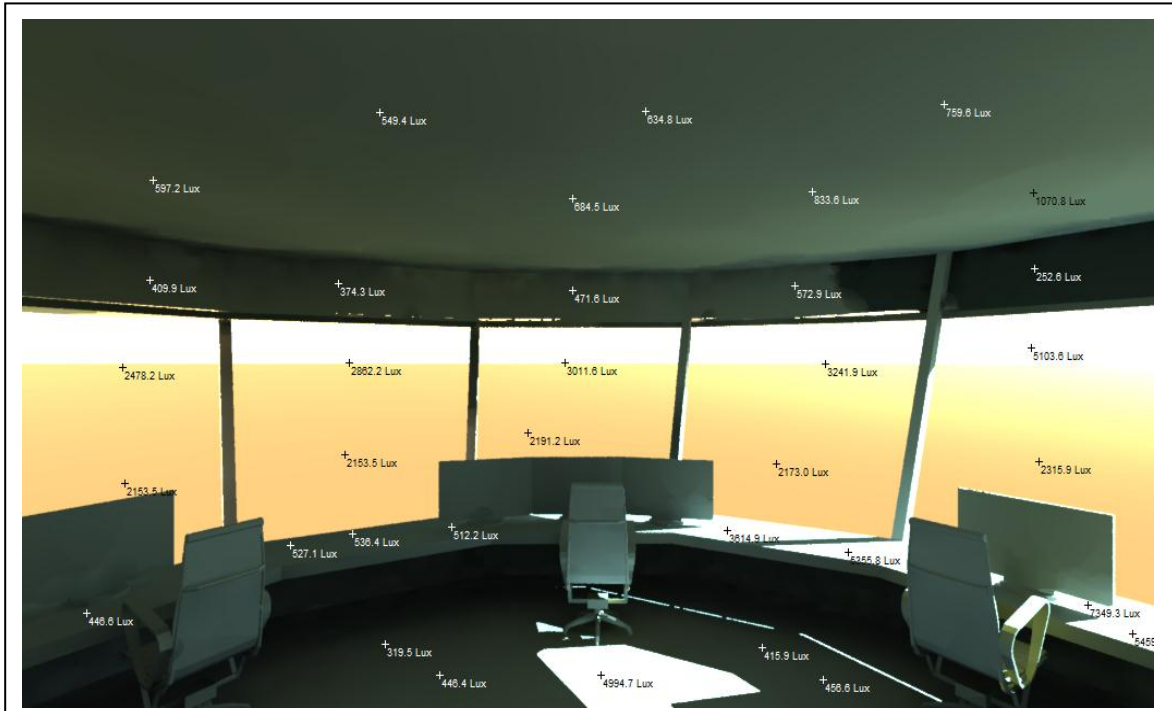 549.4 Lux
634.8 Lux
759.6 Lux
597.2 Lux
684.5 Lux
833.6 Lux
1070.8 Lux
409.9 Lux
374.3 Lux
471.6 Lux
572.9 Lux
252.6 Lux
2478.2 Lux
2862.2 Lux
3011.6 Lux
3241.9 Lux
5103.6 Lux
2153.5 Lux
2153.5 Lux
2191.2 Lux
2173.0 Lux
2315.9 Lux
527.1 Lux
536.4 Lux
512.2 Lux
3614.9 Lux
5355.8 Lux
446.6 Lux
7349.3 Lux
319.5 Lux
415.9 Lux
446.4 Lux
4994.7 Lux
456.6 Lux